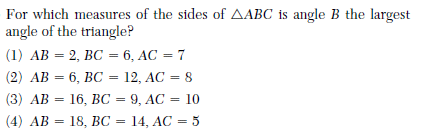 For which measures of the sides of △ABC is angle B the largest
angle of the triangle?
(1) AB = 2, BC = 6, AC = 7
(2) AB = 6, BC = 12, AC = 8
(3) AB = 16, BC = 9, AC = 10
(4) AB = 18, BC = 14, AC = 5